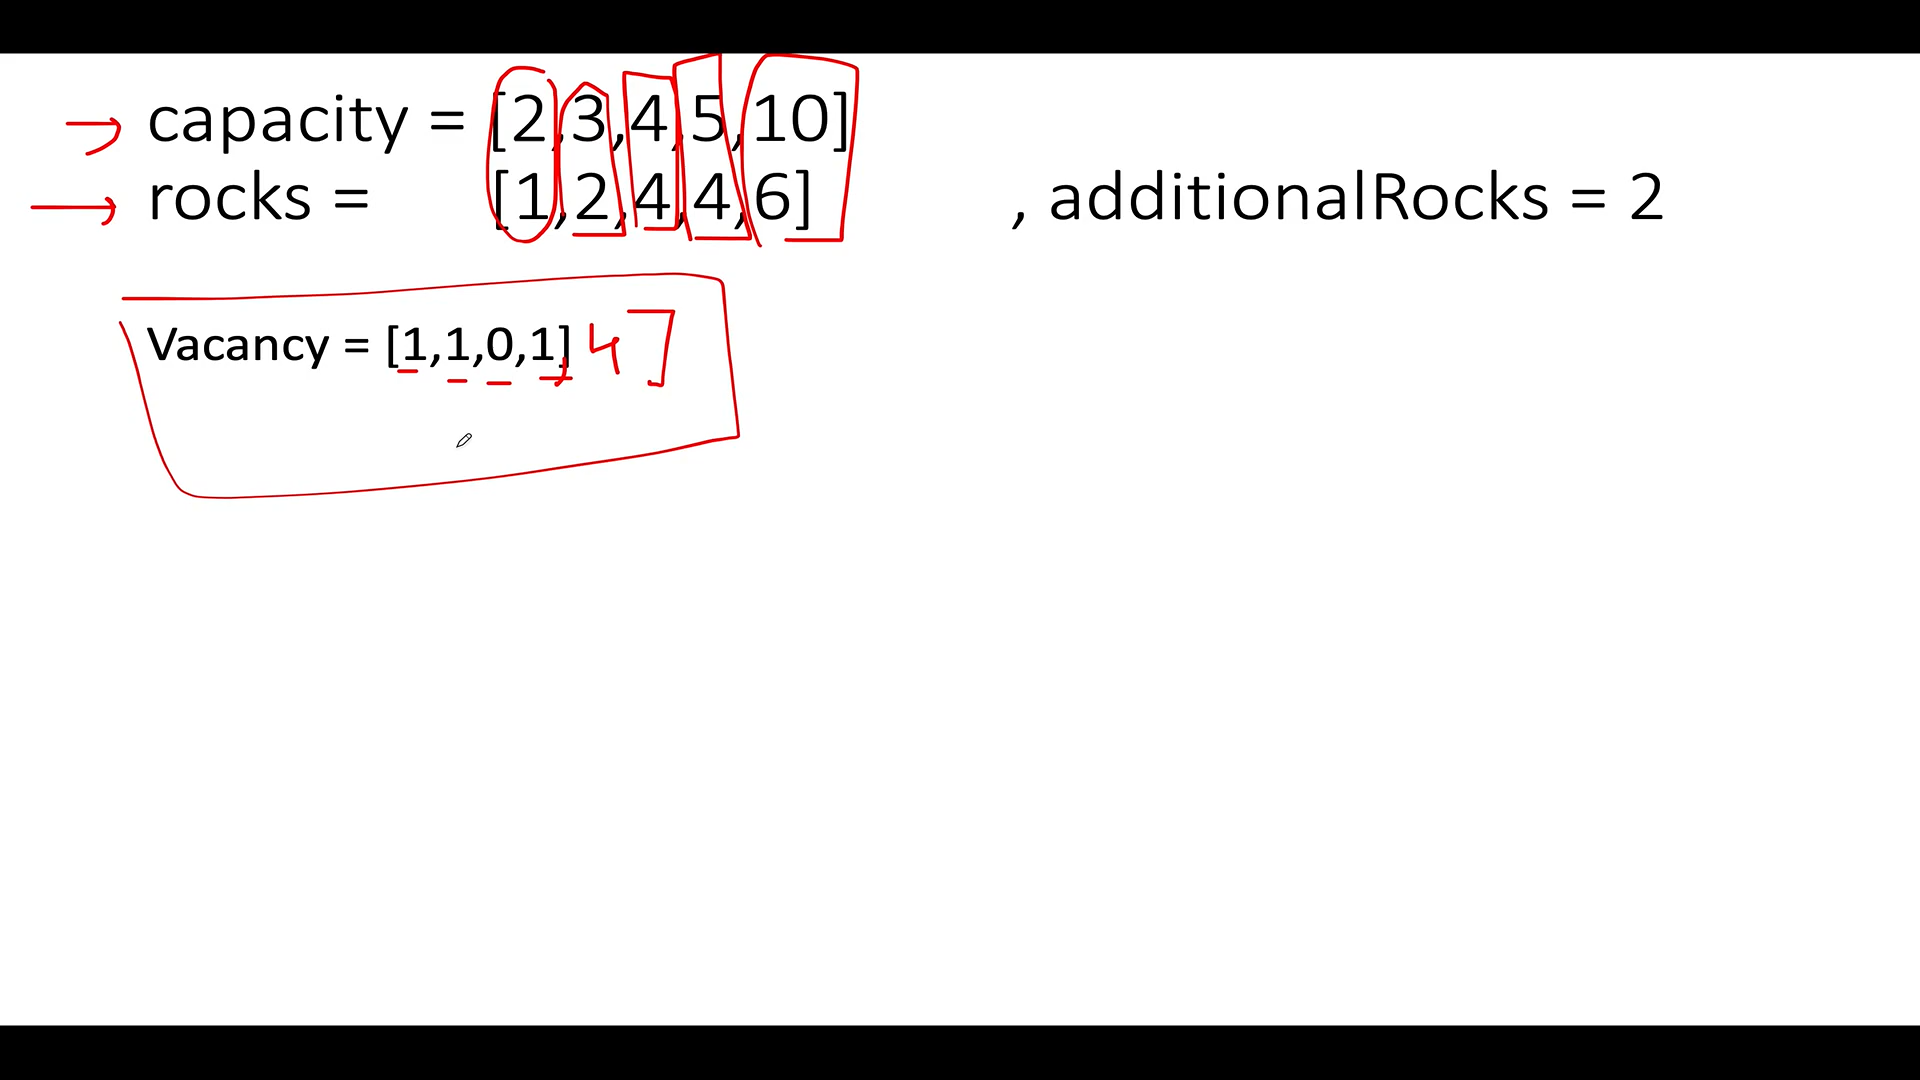 capacity = [2,3,4,5,10]
rocks = [1,2,4,4,6] , additionalRocks = 2
Vacancy = [1,1,0,1], 4]